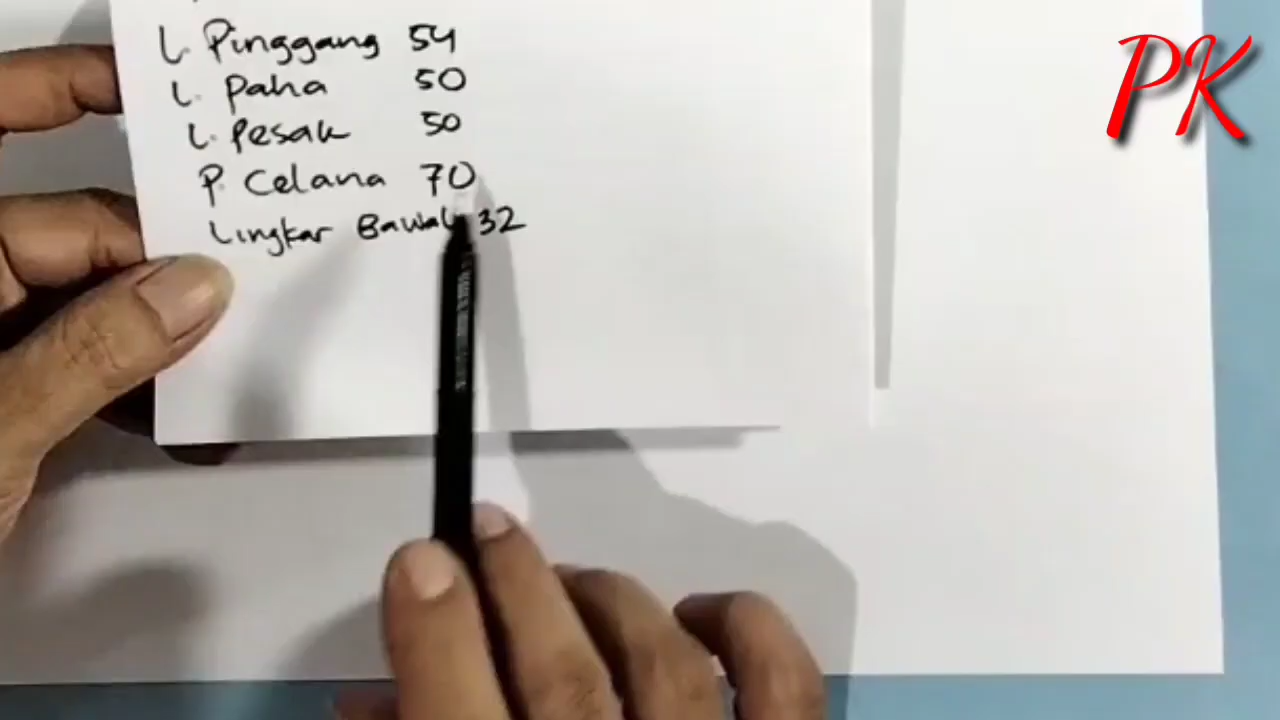 L Pinggang 54
L. Paha 50
L. Pesak 50
P. Celana 70
Lingkar Bawah 32
PK